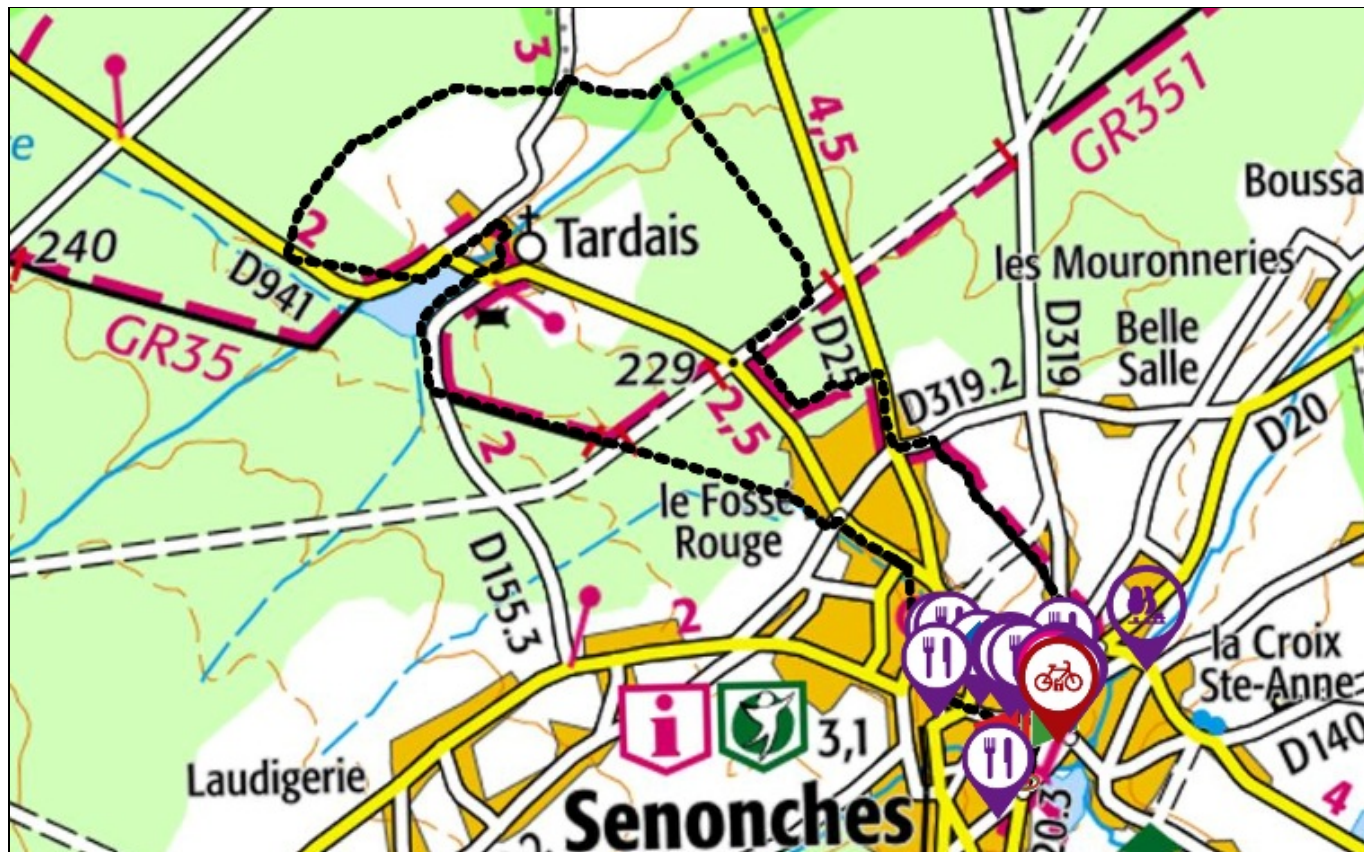 3
4,5
GR351
Boussa
e
2
240
Tardais
les Mouronneries
D941
GR35
D25
D319
Belle
Salle
229
2,5
D319.2
2
D20
le Fossé
Rouge
D155.3
2
la Croix
Ste-Anne
i
3,1
D140
Laudigerie
4
Senonches
20.3